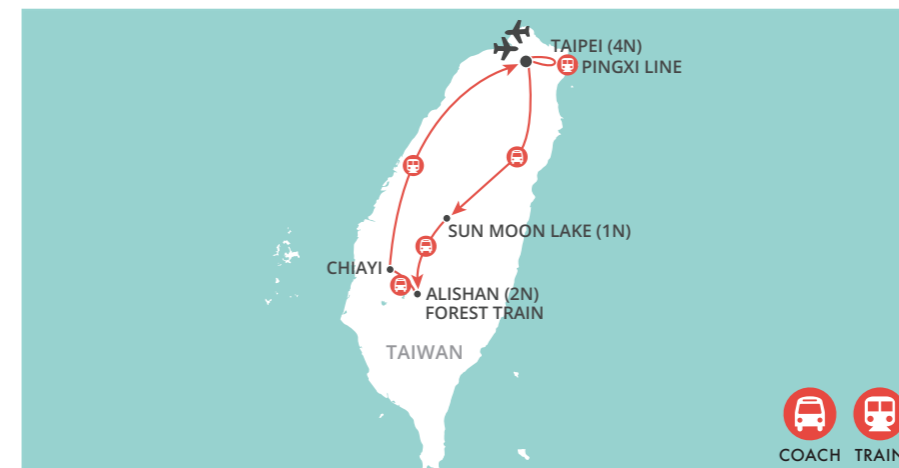 TAIPEI (4N)
PINGXI LINE
SUN MOON LAKE (1N)
CHIAYI
ALISHAN (2N)
FOREST TRAIN
TAIWAN
COACH TRAIN